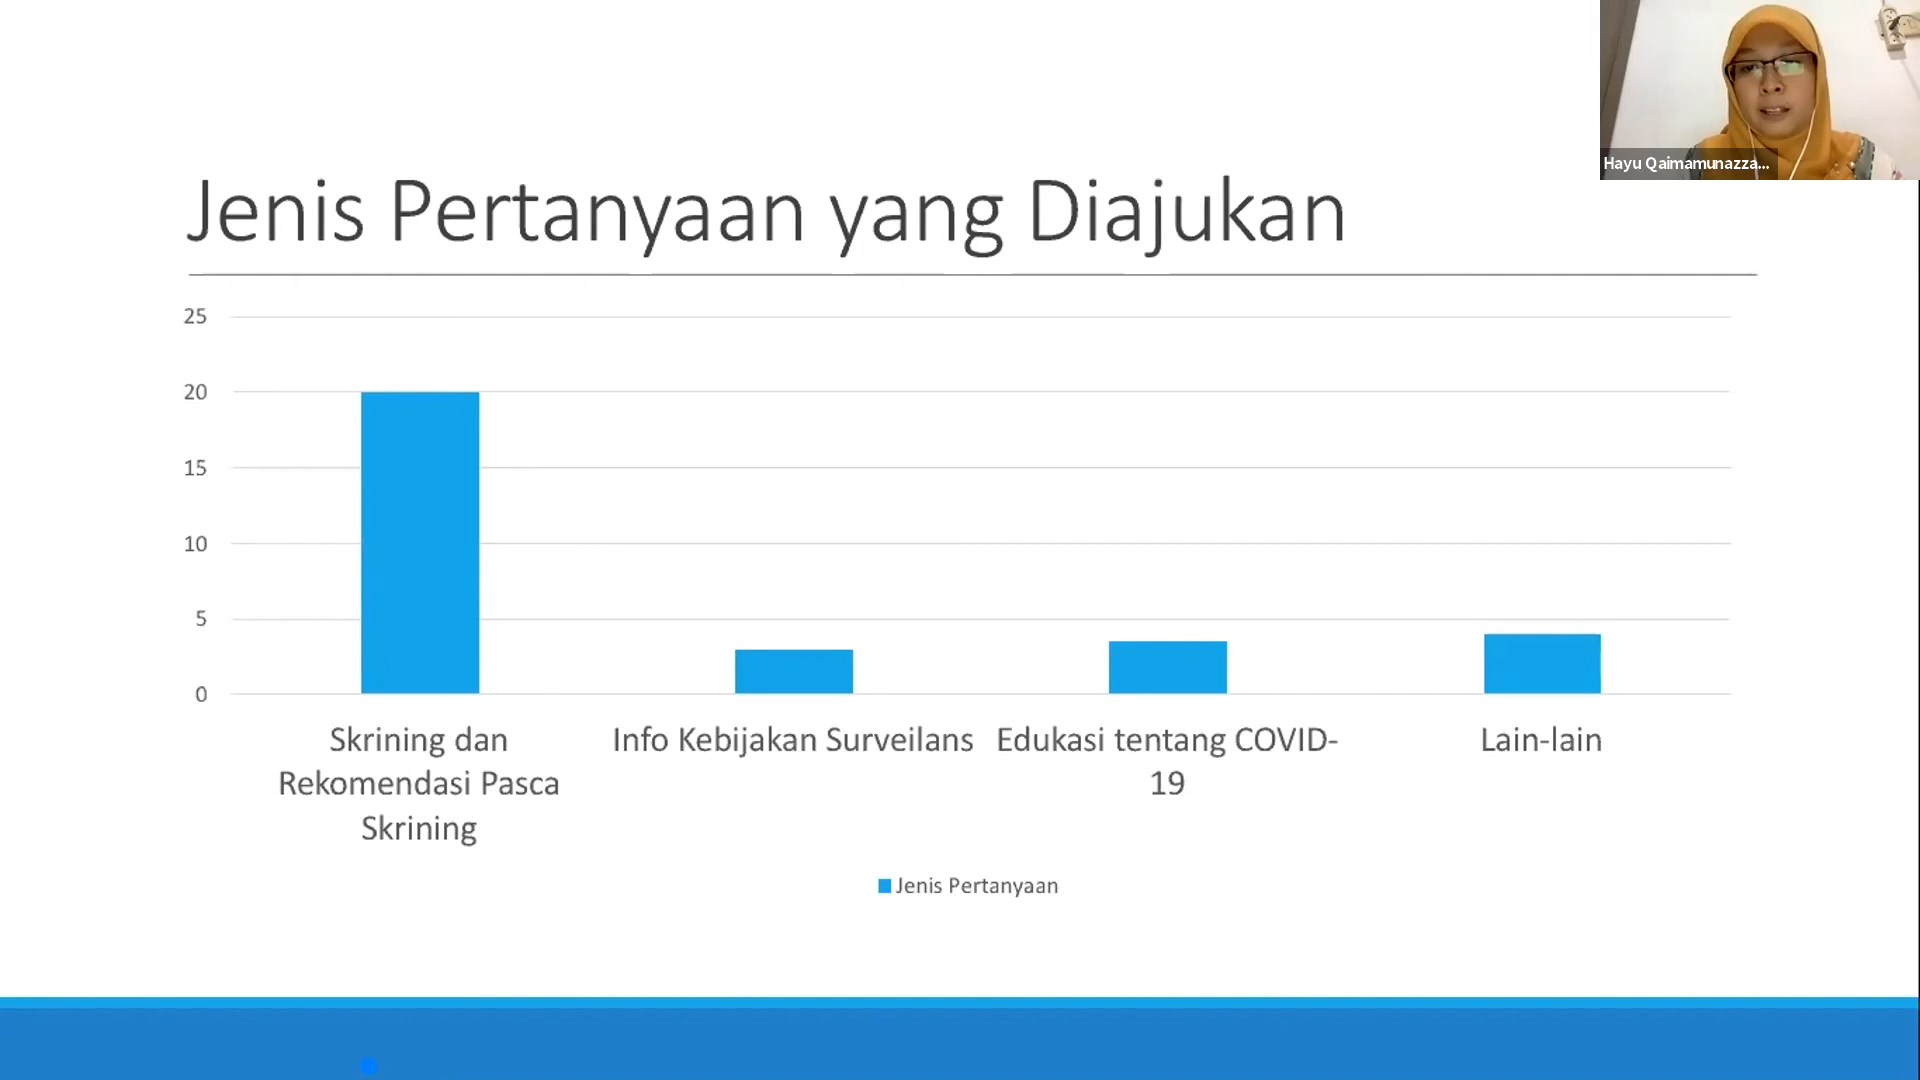 Hayu Qaimamunazza...
Jenis Pertanyaan yang Diajukan
25
20
15
10
5
0
Skrining dan
Rekomendasi Pasca
Skrining
Info Kebijakan Surveilans
Edukasi tentang COVID-
19
Lain-lain
Jenis Pertanyaan